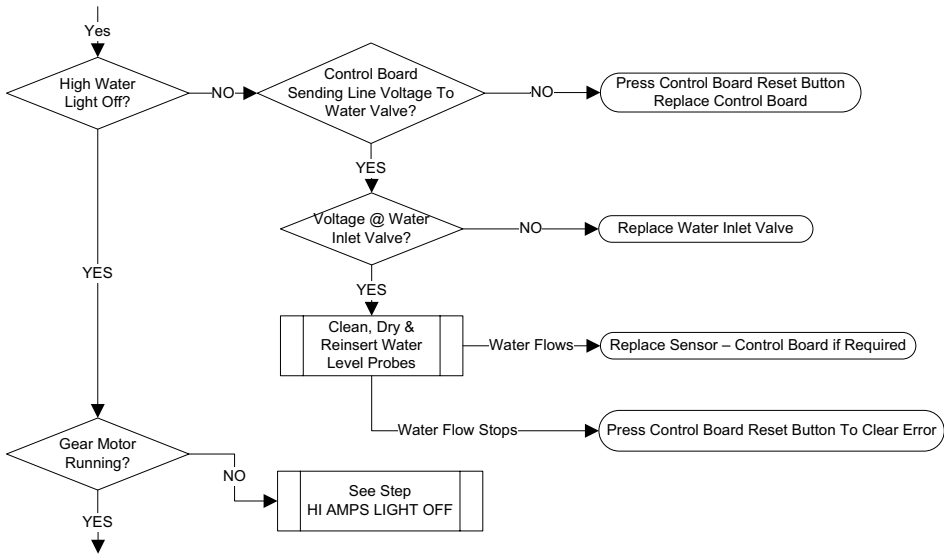 Yes
High Water
Light Off?
NO
Control Board
Sending Line Voltage To
Water Valve?
NO
Press Control Board Reset Button
Replace Control Board
YES
Voltage @ Water
Inlet Valve?
NO
Replace Water Inlet Valve
YES
YES
Clean, Dry &
Reinsert Water
Level Probes
Water Flows
Replace Sensor – Control Board if Required
Water Flow Stops
Press Control Board Reset Button To Clear Error
Gear Motor
Running?
NO
See Step
HI AMPS LIGHT OFF
YES